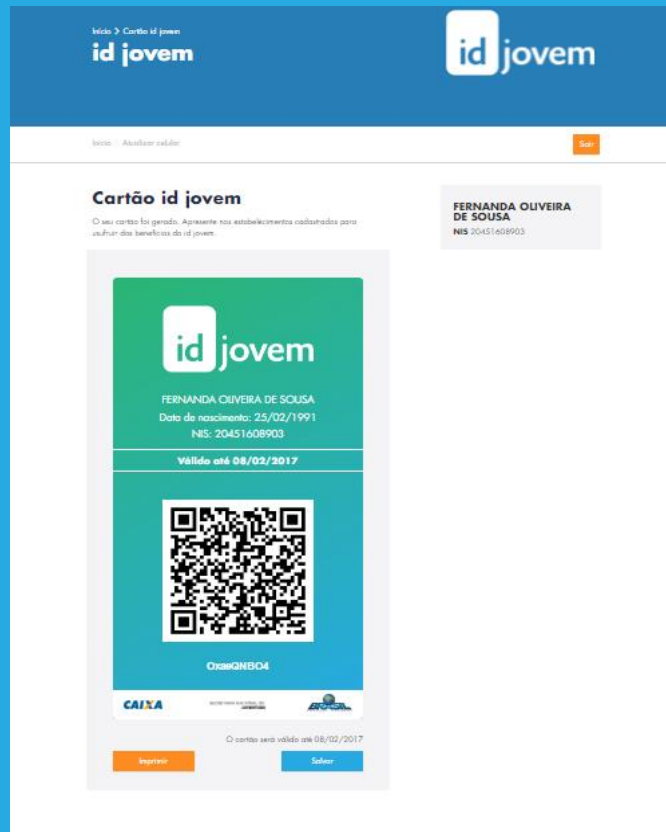 Início > Cartão id jovem
id jovem
id jovem
Início
Atualizar celular
Sair
Cartão id jovem
O seu cartão foi gerado. Apresente nos estabelecimentos cadastrados para
usufruir dos benefícios do id jovem.
FERNANDA OLIVEIRA
DE SOUSA
NIS 20451608903
id jovem
FERNANDA OLIVEIRA DE SOUSA
Data de nascimento: 25/02/1991
NIS: 20451608903
Válido até 08/02/2017
OxaeQNBO4
CAIXA
BRASIL
O cartão será válido até 08/02/2017
Imprimir
Salvar